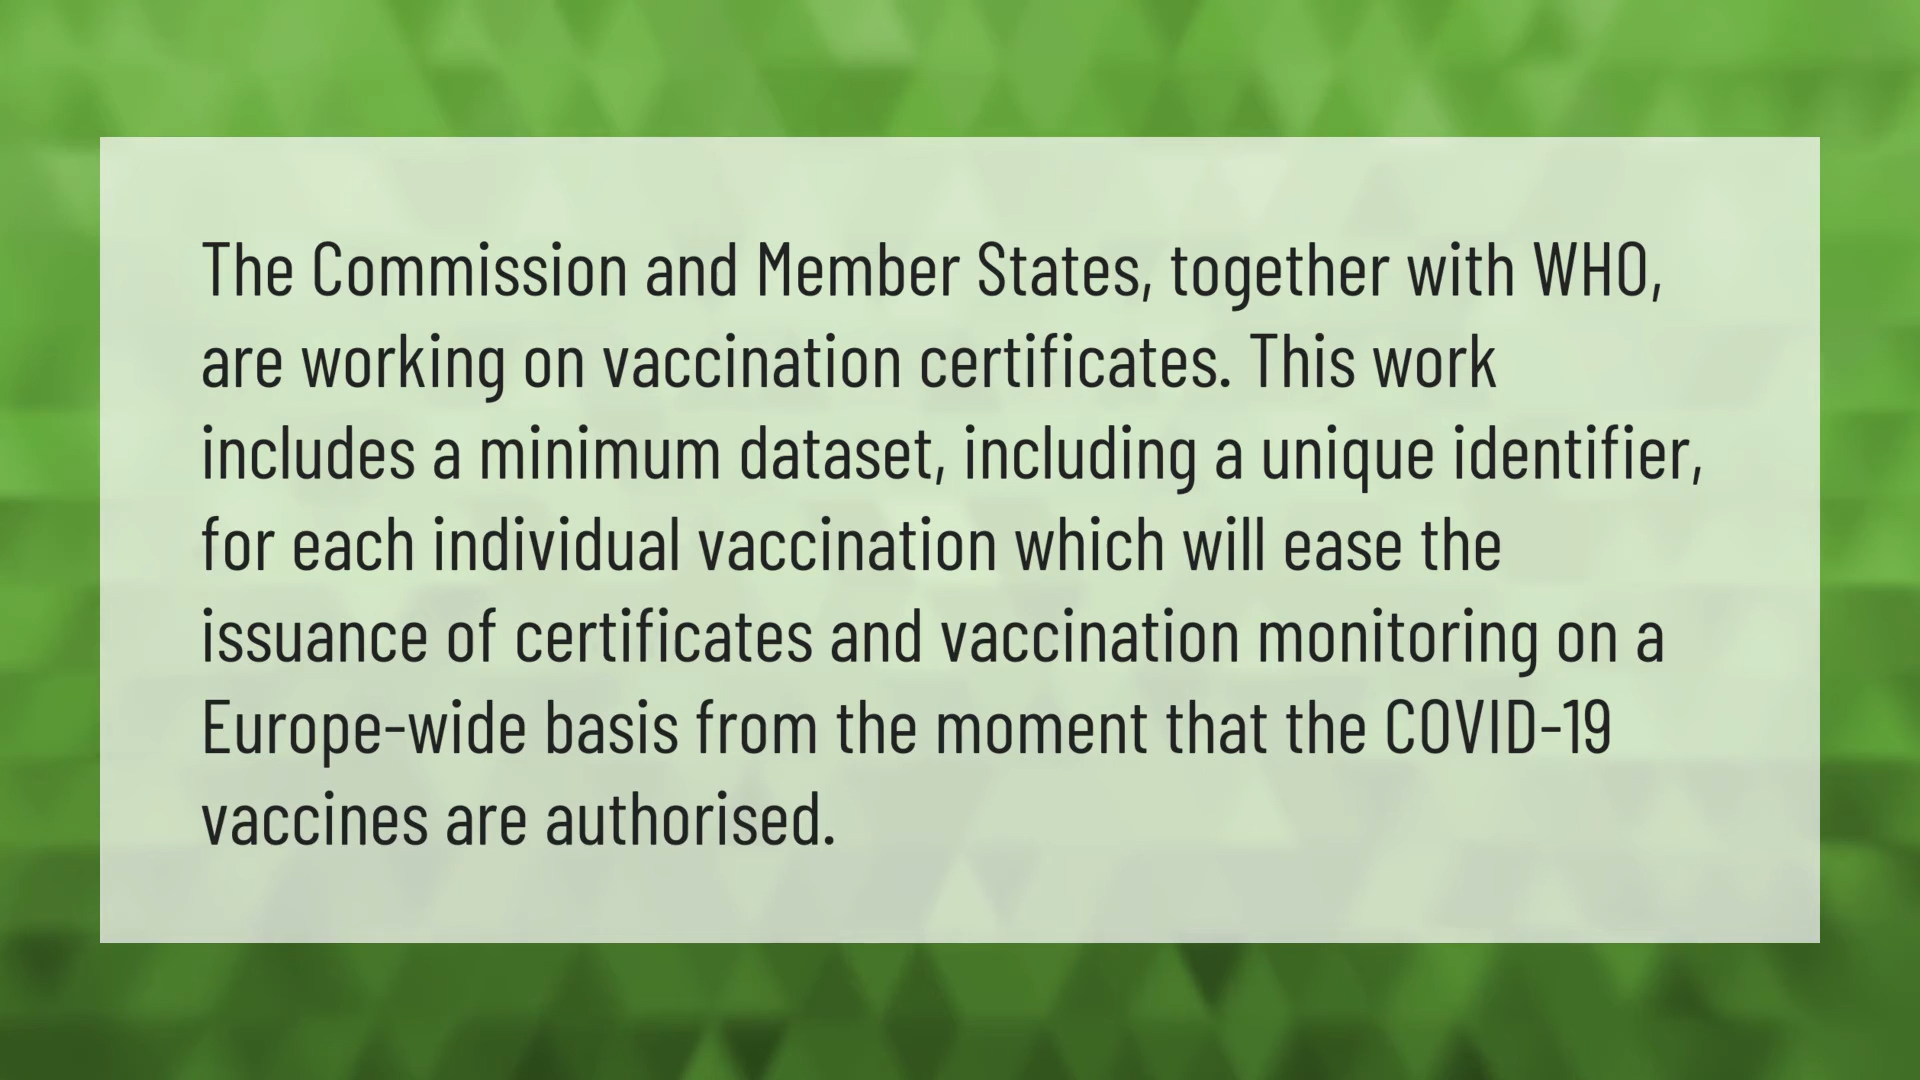 The Commission and Member States, together with WHO,
are working on vaccination certificates. This work
includes a minimum dataset, including a unique identifier,
for each individual vaccination which will ease the
issuance of certificates and vaccination monitoring on a
Europe-wide basis from the moment that the COVID-19
vaccines are authorised.